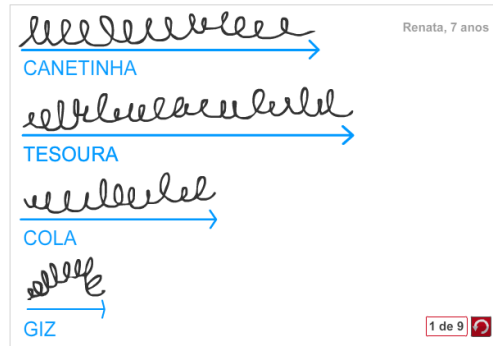 Renata, 7 anos
CANETINHA
TESOURA
COLA
GIZ
1 de 9